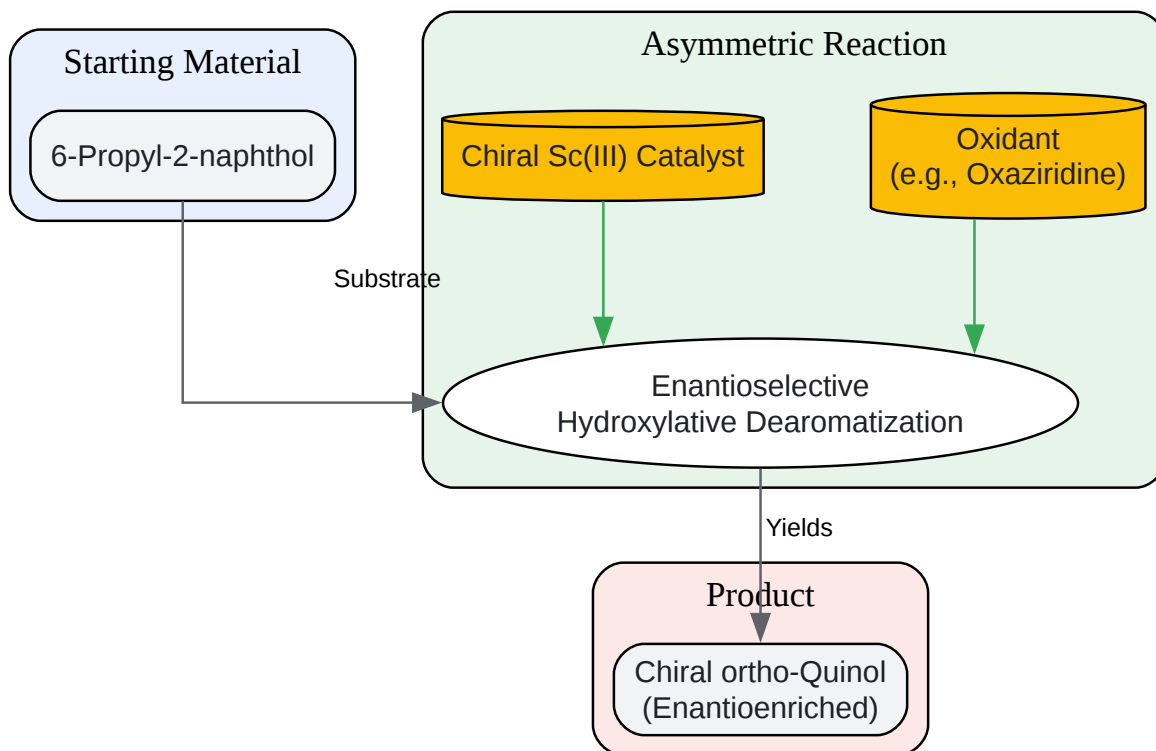 Starting Material
6-Propyl-2-naphthol
Asymmetric Reaction
Chiral Sc(III) Catalyst
Oxidant
(e.g., Oxaziridine)
Substrate
Enantioselective
Hydroxylative Dearomatization
Yields
Product
Chiral ortho-Quinol
(Enantioenriched)